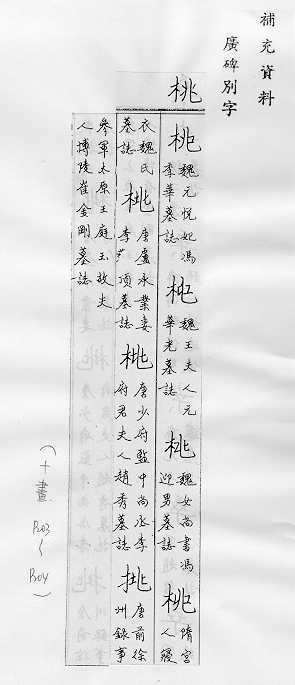 補充資料
廣碑別字
桃
桃 魏元悅妃馮季華墓誌 桃 魏王夫人元華光墓誌 桃 魏女尚書馮迎男墓誌 桃 隋宮人寢
衣魏氏墓誌 桃 唐盧承業妻李灌頂墓誌 桃 唐少府監中尚丞李府君夫人趙秀墓誌 挑 唐前徐州錄事
參軍太原王庭玉故夫人博陵崔金剛墓誌
(十畫 P803~804)